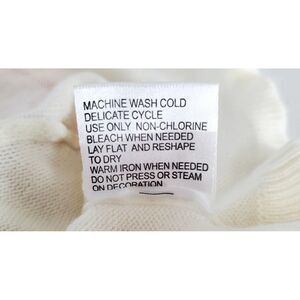 MACHINE WASH COLD
DELICATE CYCLE
USE ONLY NON-CHLORINE
BLEACH WHEN NEEDED
LAY FLAT AND RESHAPE
TO DRY
WARM IRON WHEN NEEDED
DO NOT PRESS OR STEAM
ON DECORATION